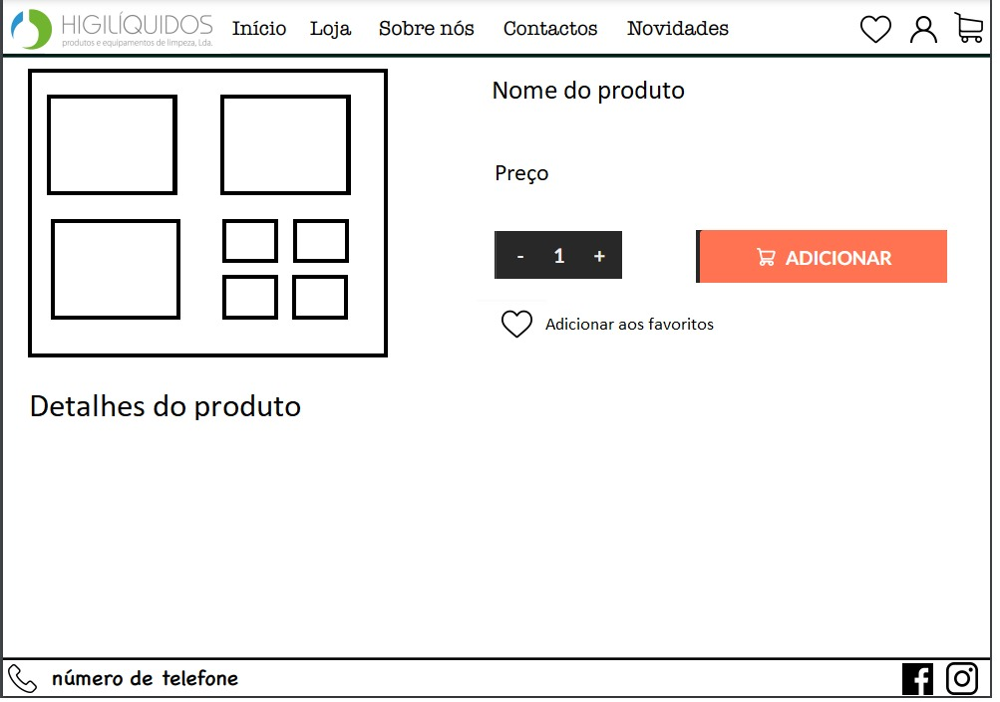 HIGILÍQUIDOS
produtos e equipamentos de limpeza, Lda.
Início Loja Sobre nós Contactos Novidades
Nome do produto
Preço
- 1 +
ADICIONAR
Adicionar aos favoritos
Detalhes do produto
número de telefone